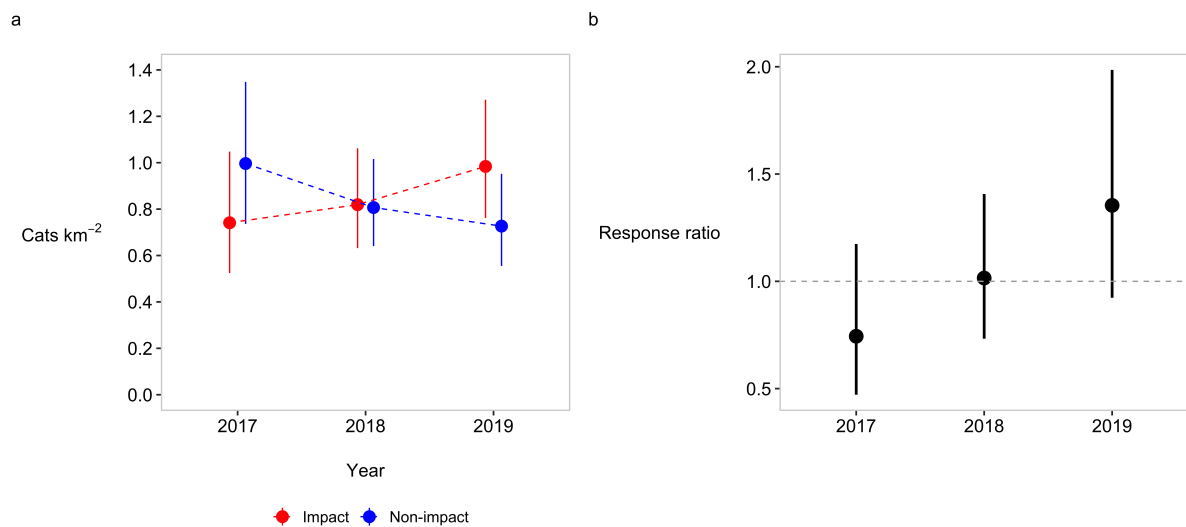 a
1.4
1.2
1.0
0.8
0.6
0.4
0.2
0.0
Cats km⁻²
2017 2018 2019
Year
Impact Non-impact
b
2.0
1.5
1.0
0.5
Response ratio
2017 2018 2019